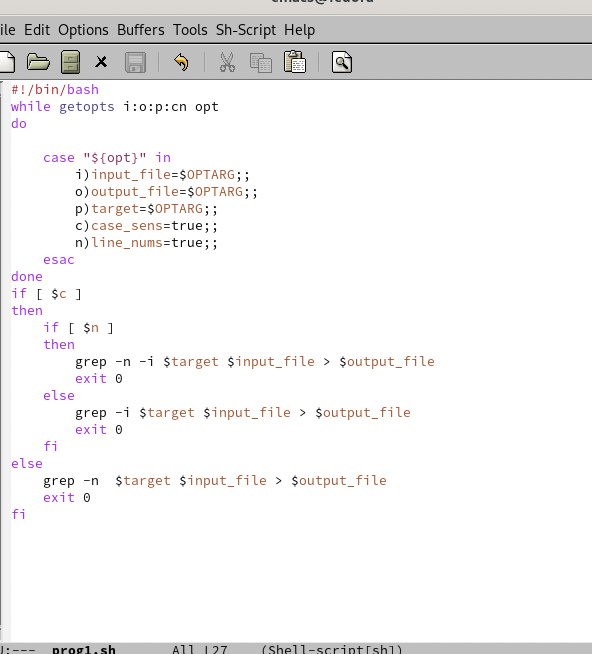 File Edit Options Buffers Tools Sh-Script Help
#!/bin/bash
while getopts i:o:p:cn opt
do
    case "${opt}" in
        i)input_file=$OPTARG;;
        o)output_file=$OPTARG;;
        p)target=$OPTARG;;
        c)case_sens=true;;
        n)line_nums=true;;
    esac
done
if [ $c ]
then
    if [ $n ]
    then
        grep -n -i $target $input_file > $output_file
        exit 0
    else
        grep -i $target $input_file > $output_file
        exit 0
    fi
else
    grep -n  $target $input_file > $output_file
    exit 0
fi
U:---  prog1.sh       All L27    (Shell-script[sh])